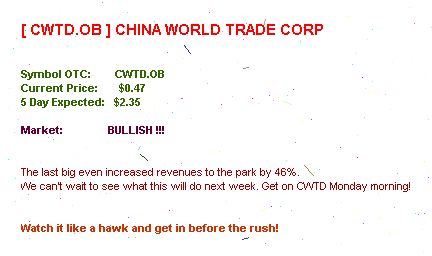 [ CWTD.OB ] CHINA WORLD TRADE CORP
Symbol OTC: CWTD.OB
Current Price: $0.47
5 Day Expected: $2.35
Market: BULLISH !!!
The last big even increased revenues to the park by 46%.
We can't wait to see what this will do next week. Get on CWTD Monday morning!
Watch it like a hawk and get in before the rush!